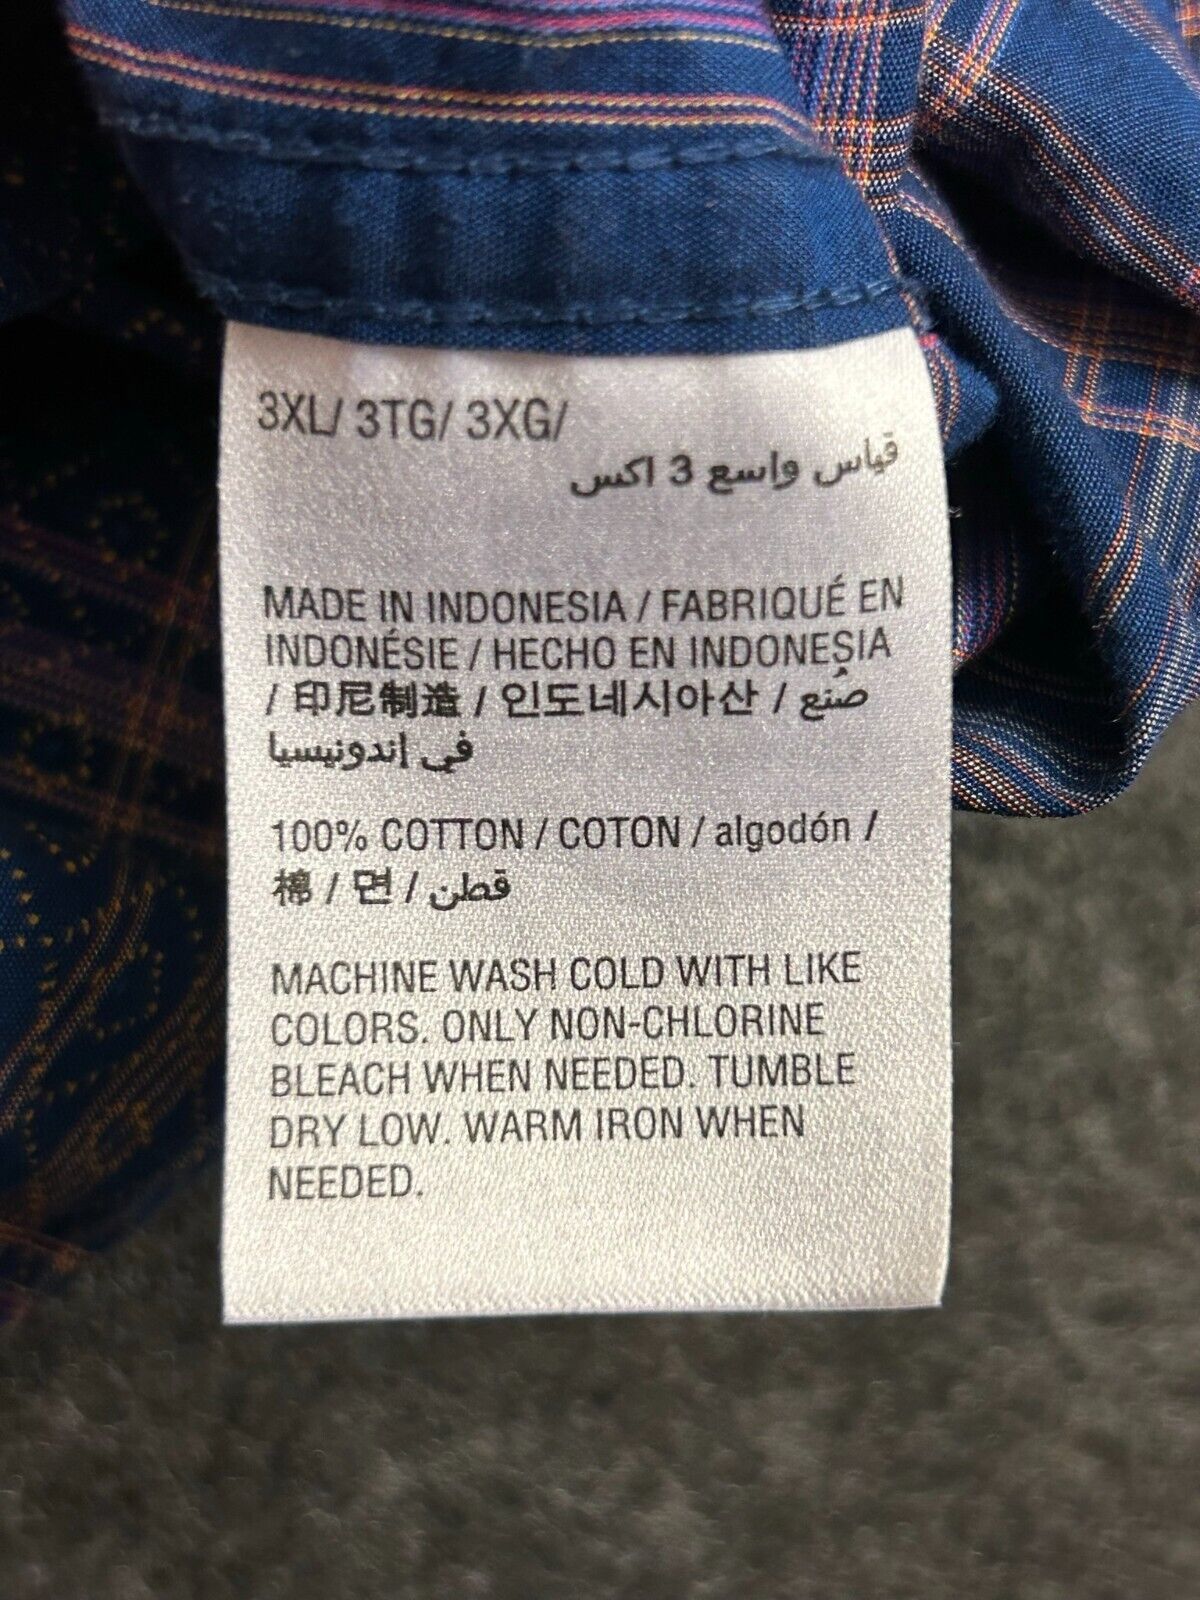 3XL/ 3TG/ 3XG/
قياس واسع 3 اكس
MADE IN INDONESIA / FABRIQUÉ EN
INDONÉSIE / HECHO EN INDONESIA
/ 印尼制造 / 인도네시아산 / صُنع
في إندونيسيا
100% COTTON / COTON / algodón /
棉 / 면 / قطن
MACHINE WASH COLD WITH LIKE
COLORS. ONLY NON-CHLORINE
BLEACH WHEN NEEDED. TUMBLE
DRY LOW. WARM IRON WHEN
NEEDED.